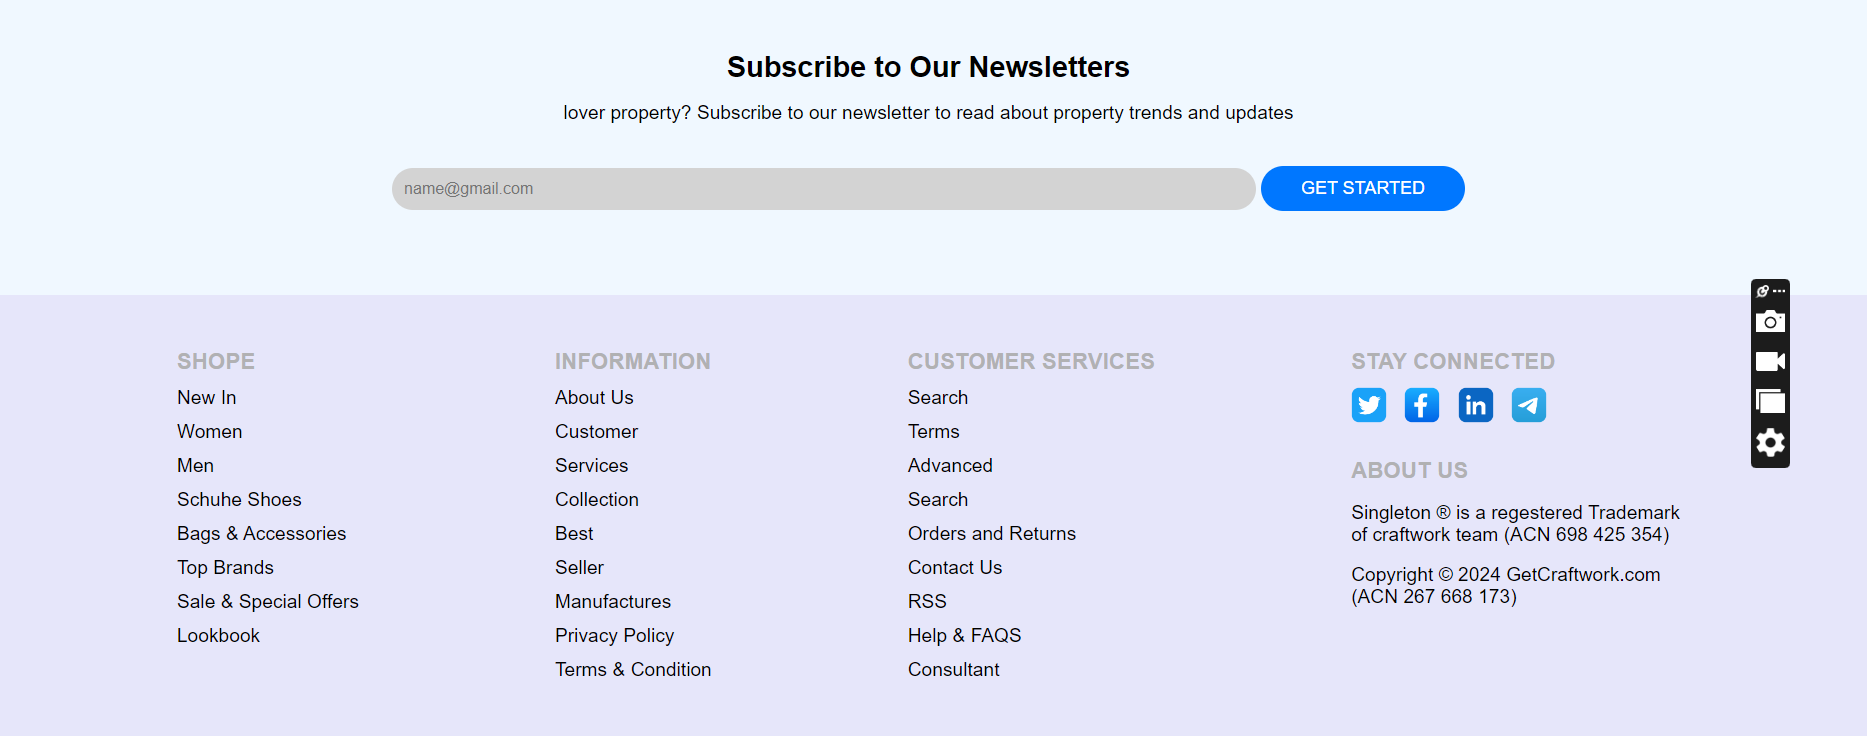 Subscribe to Our Newsletters
lover property? Subscribe to our newsletter to read about property trends and updates
name@gmail.com
GET STARTED
SHOPE
New In
Women
Men
Schuhe Shoes
Bags & Accessories
Top Brands
Sale & Special Offers
Lookbook
INFORMATION
About Us
Customer
Services
Collection
Best
Seller
Manufactures
Privacy Policy
Terms & Condition
CUSTOMER SERVICES
Search
Terms
Advanced
Search
Orders and Returns
Contact Us
RSS
Help & FAQS
Consultant
STAY CONNECTED
ABOUT US
Singleton ® is a regestered Trademark
of craftwork team (ACN 698 425 354)
Copyright © 2024 GetCraftwork.com
(ACN 267 668 173)